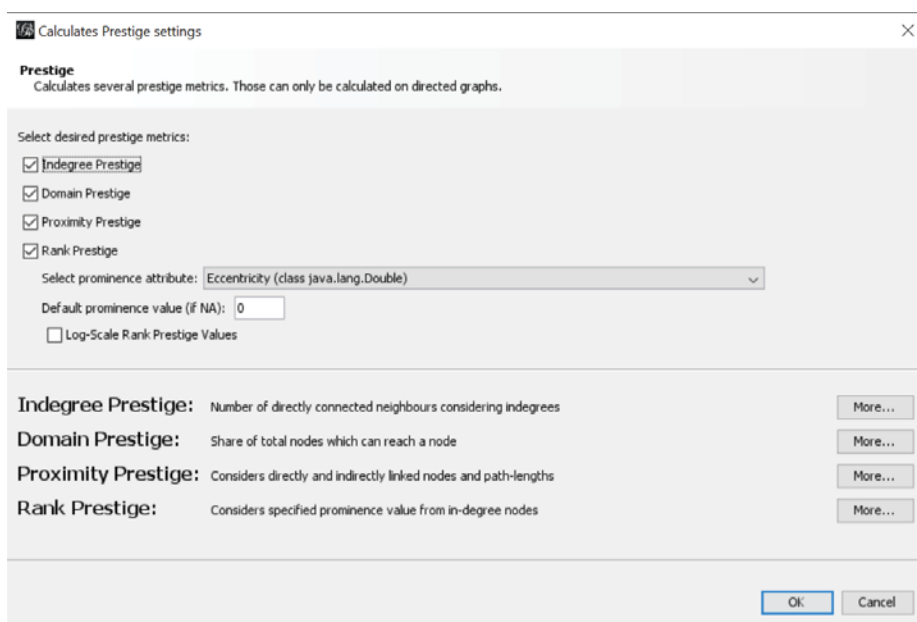 Calculates Prestige settings
Prestige
Calculates several prestige metrics. Those can only be calculated on directed graphs.
Select desired prestige metrics:
Indegree Prestige
Domain Prestige
Proximity Prestige
Rank Prestige
Select prominence attribute: Eccentricity (class java.lang.Double)
Default prominence value (if NA): 0
Log-Scale Rank Prestige Values
Indegree Prestige: Number of directly connected neighbours considering indegrees More...
Domain Prestige: Share of total nodes which can reach a node More...
Proximity Prestige: Considers directly and indirectly linked nodes and path-lengths More...
Rank Prestige: Considers specified prominence value from in-degree nodes More...
OK Cancel